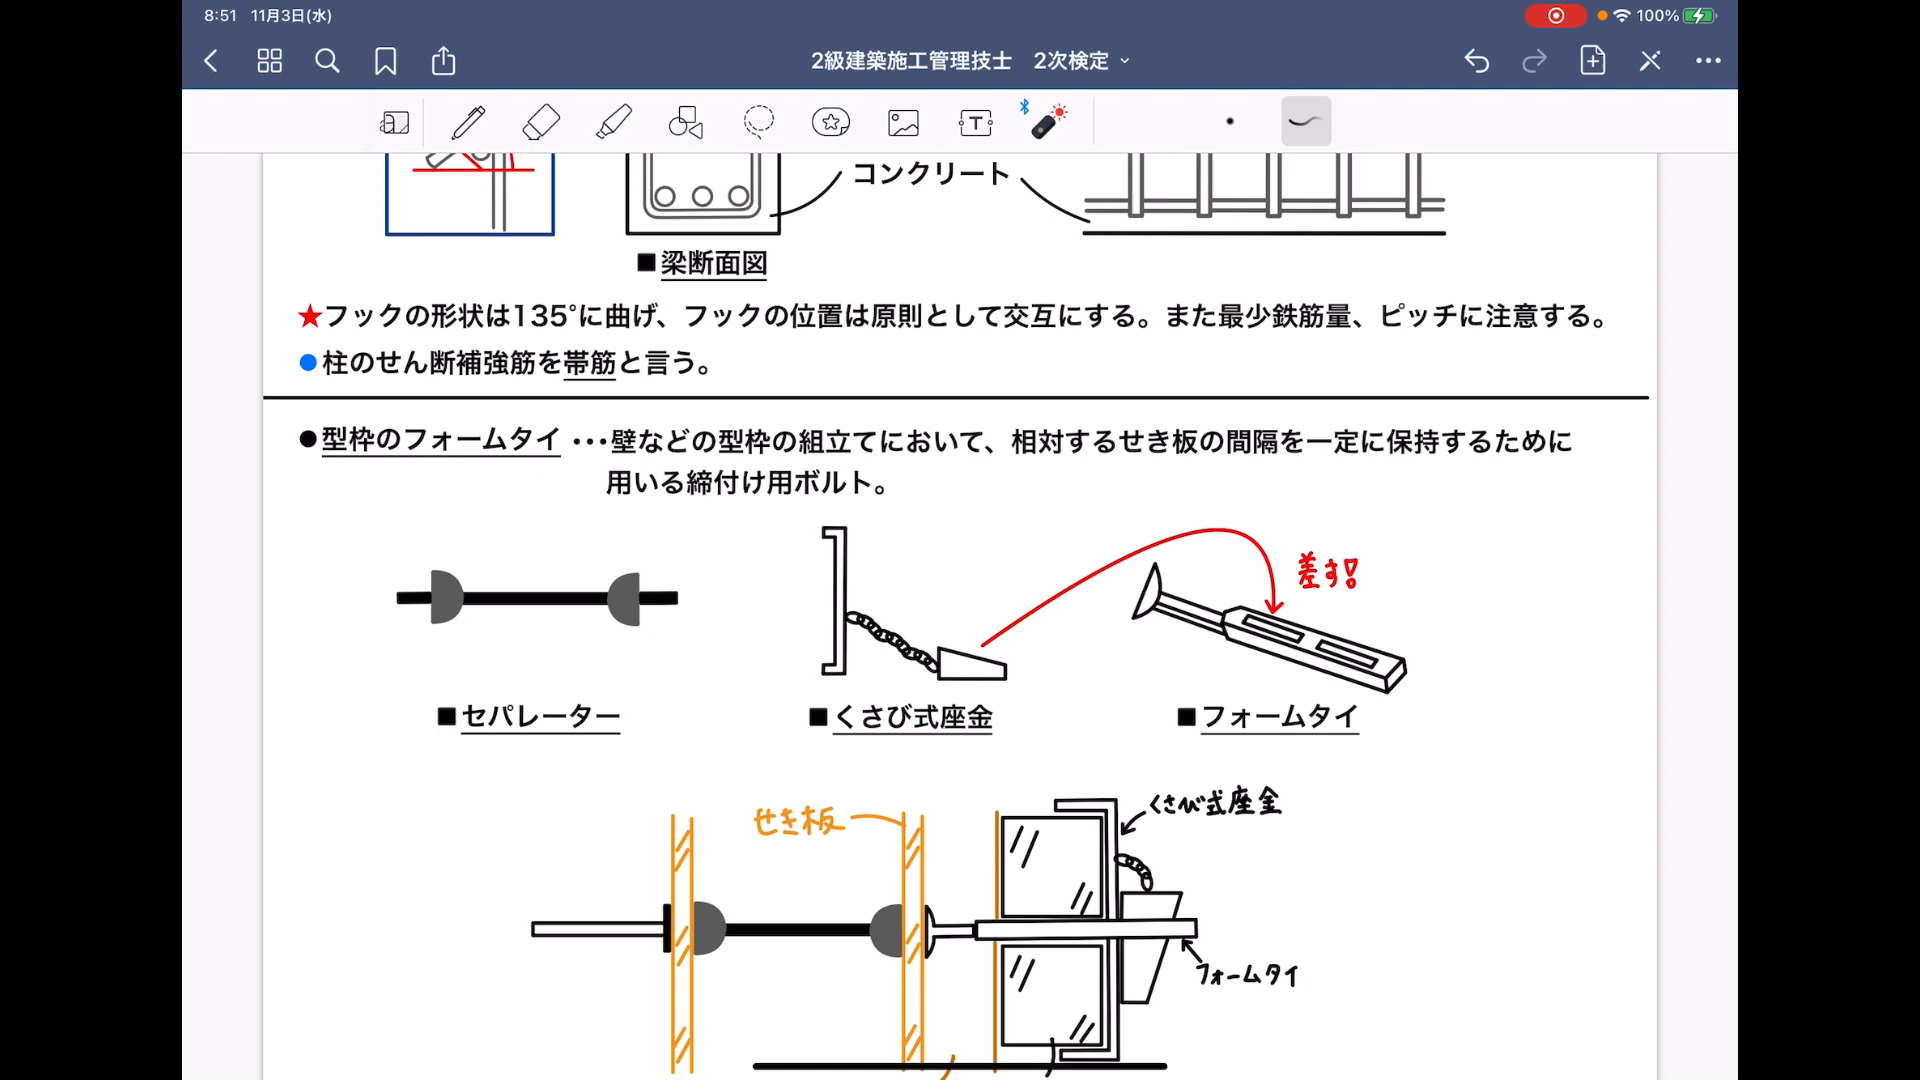 8:51 11月3日(水)
100%
2級建築施工管理技士 2次検定
コンクリート
■梁断面図
★フックの形状は135°に曲げ、フックの位置は原則として交互にする。また最少鉄筋量、ピッチに注意する。
●柱のせん断補強筋を帯筋と言う。
●型枠のフォームタイ ･･･壁などの型枠の組立てにおいて、相対するせき板の間隔を一定に保持するために
用いる締付け用ボルト。
差す!
■セパレーター
■くさび式座金
■フォームタイ
せき板
くさび式座金
フォームタイ